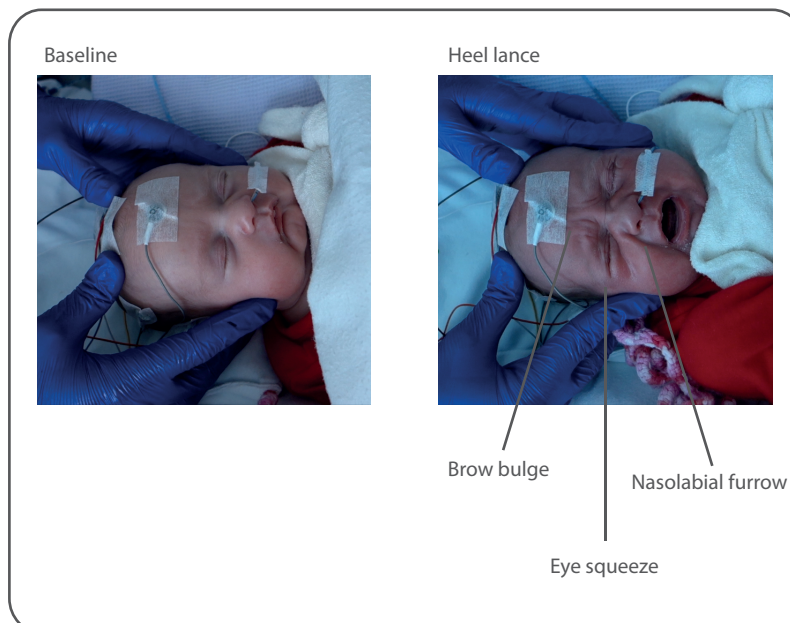 Baseline
Heel lance
Brow bulge
Nasolabial furrow
Eye squeeze